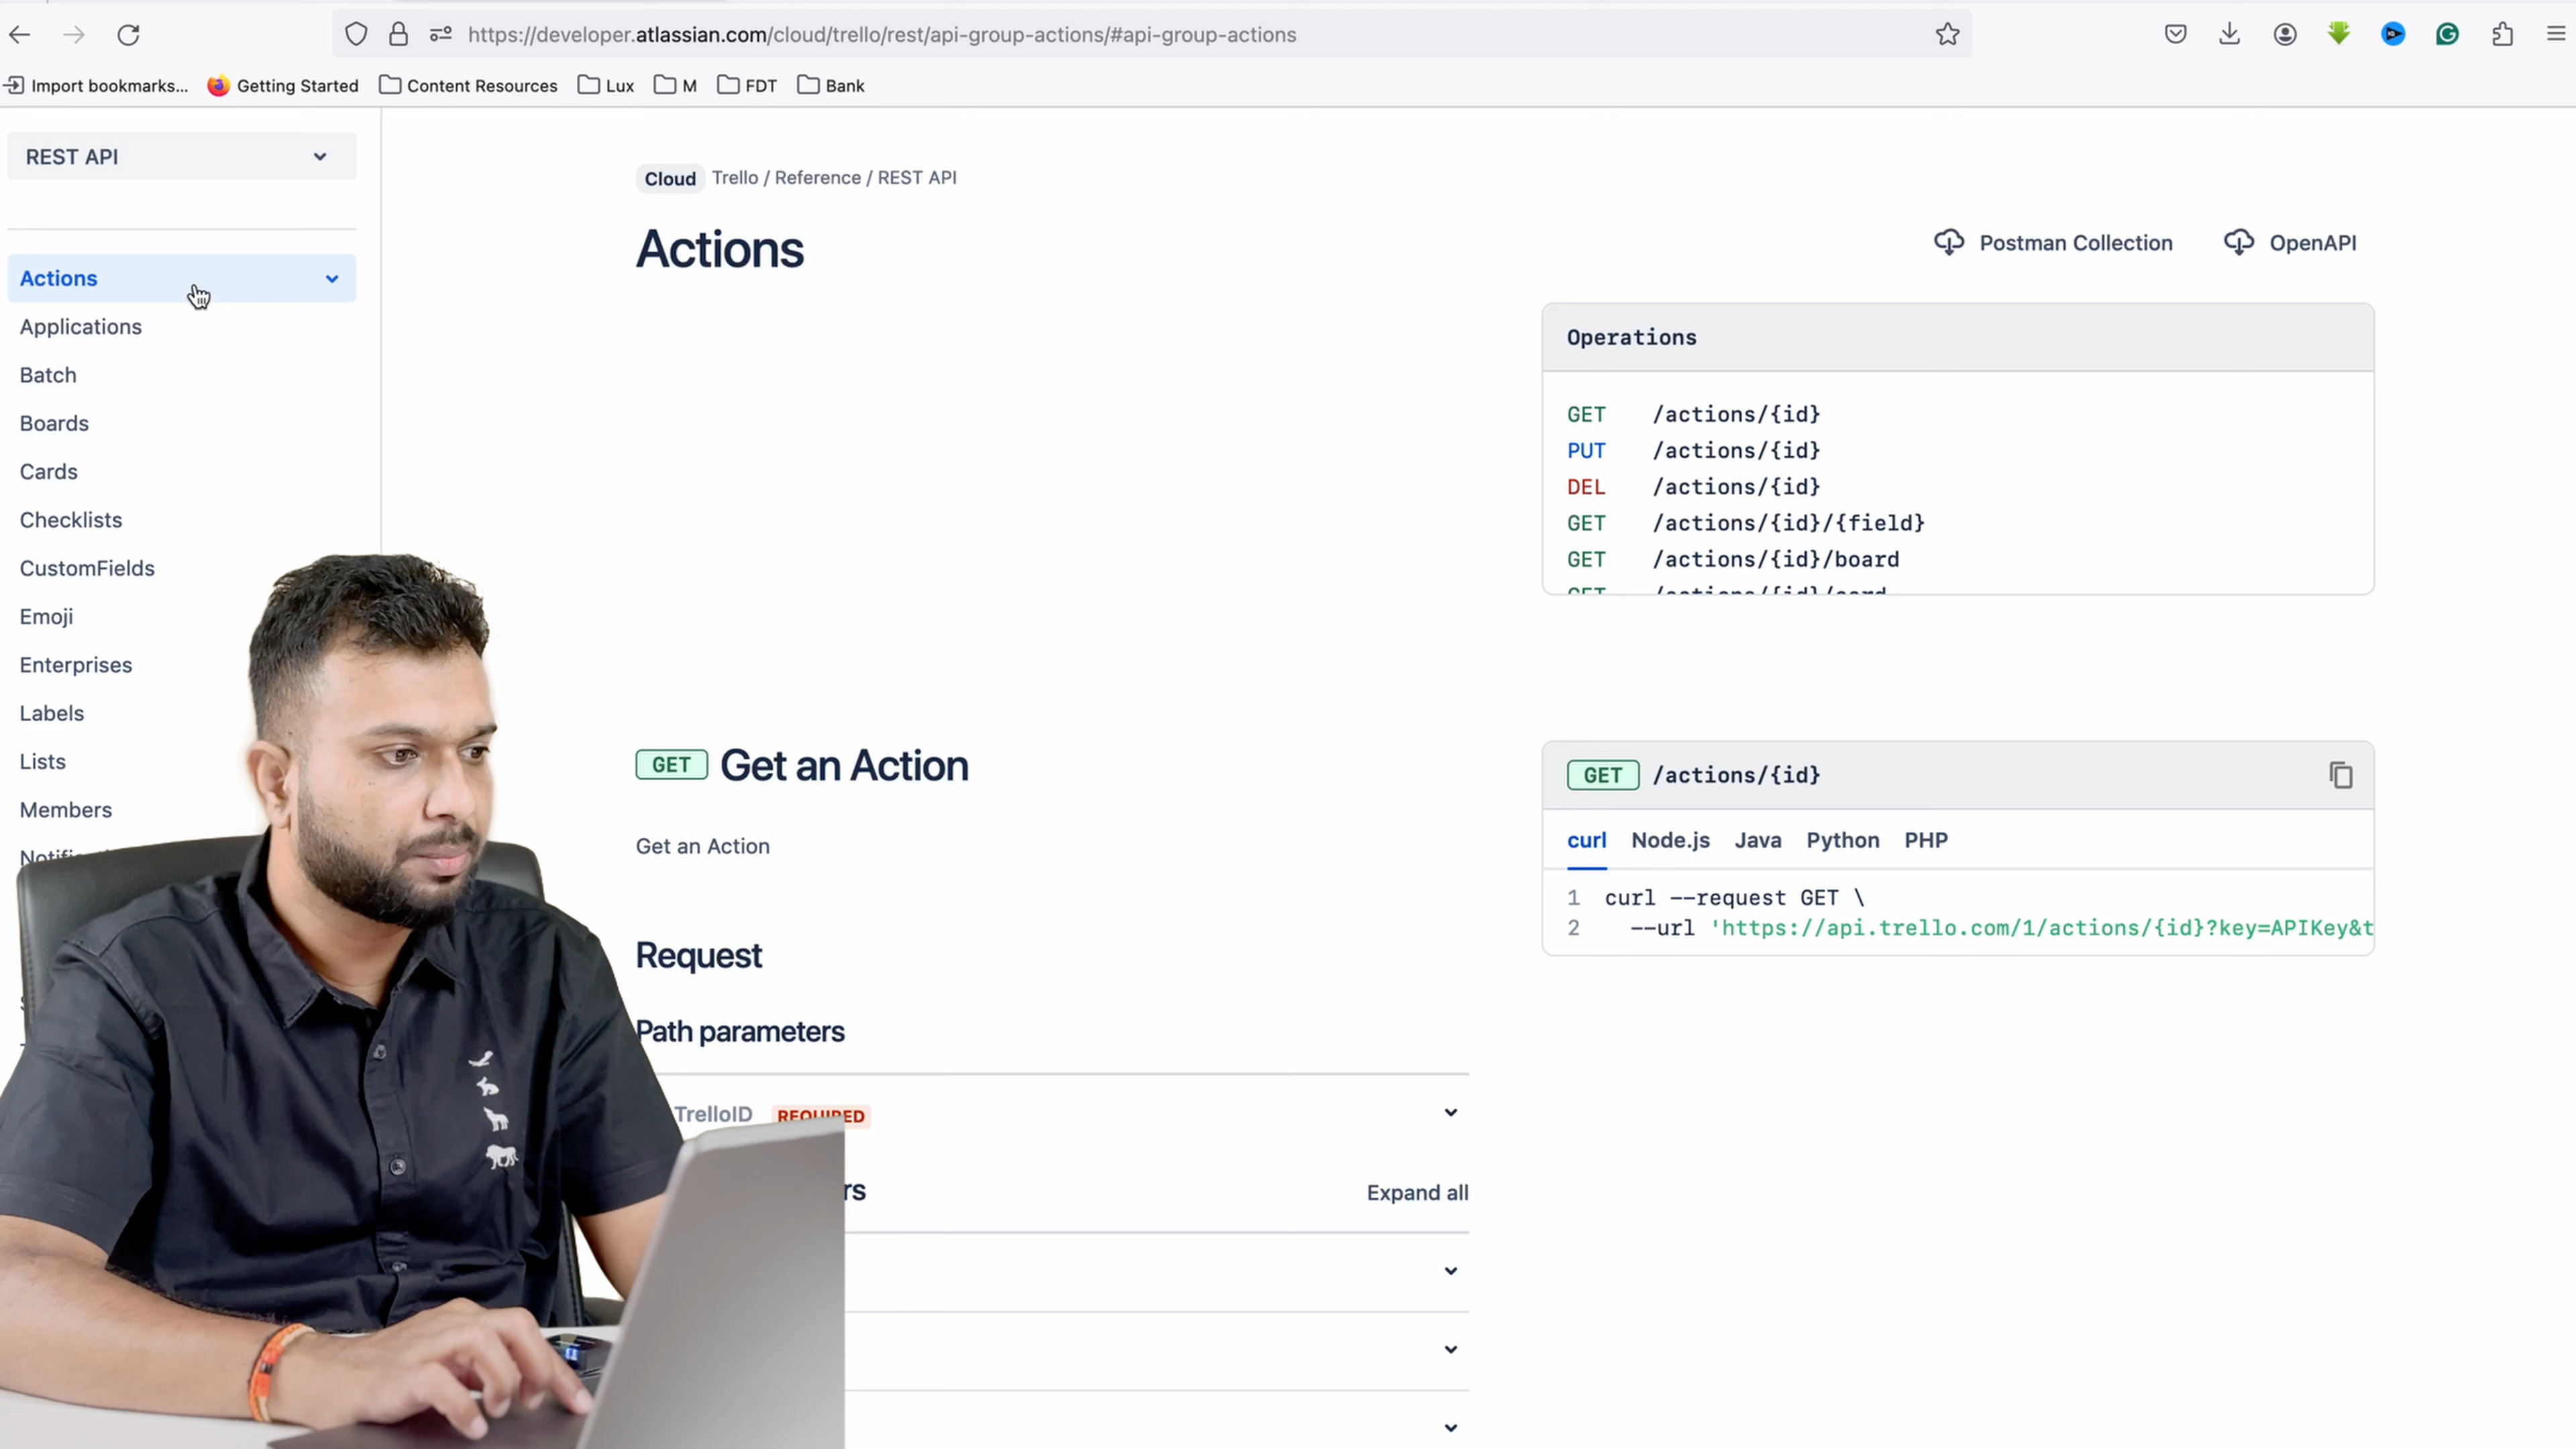 https://developer.atlassian.com/cloud/trello/rest/api-group-actions/#api-group-actions
Import bookmarks...
Getting Started
Content Resources
Lux
M
FDT
Bank
REST API
Actions
Applications
Batch
Boards
Cards
Checklists
CustomFields
Emoji
Enterprises
Labels
Lists
Members
Cloud Trello / Reference / REST API
Actions
Postman Collection
OpenAPI
Operations
GET /actions/{id}
PUT /actions/{id}
DEL /actions/{id}
GET /actions/{id}/{field}
GET /actions/{id}/board
GET /actions/{id}/card
GET Get an Action
Get an Action
Request
Path parameters
TrelloID REQUIRED
Expand all
GET /actions/{id}
curl Node.js Java Python PHP
1 curl --request GET \
2 --url 'https://api.trello.com/1/actions/{id}?key=APIKey&t